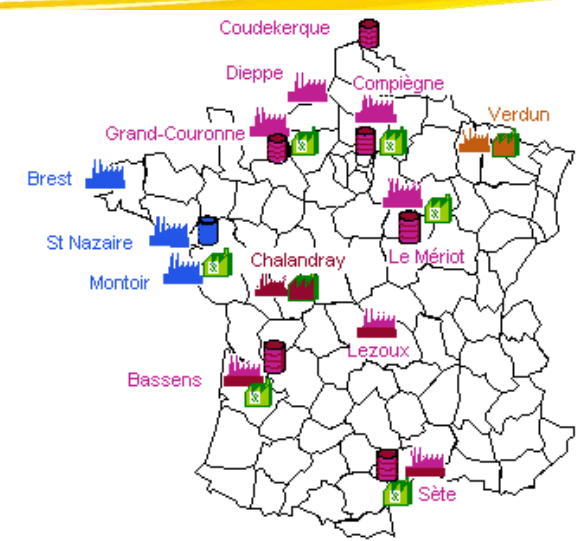 Coudekerque
Dieppe
Compiègne
Verdun
Grand-Couronne
Brest
St Nazaire
Le Mériot
Chalandray
Montoir
Lezoux
Bassens
Sète